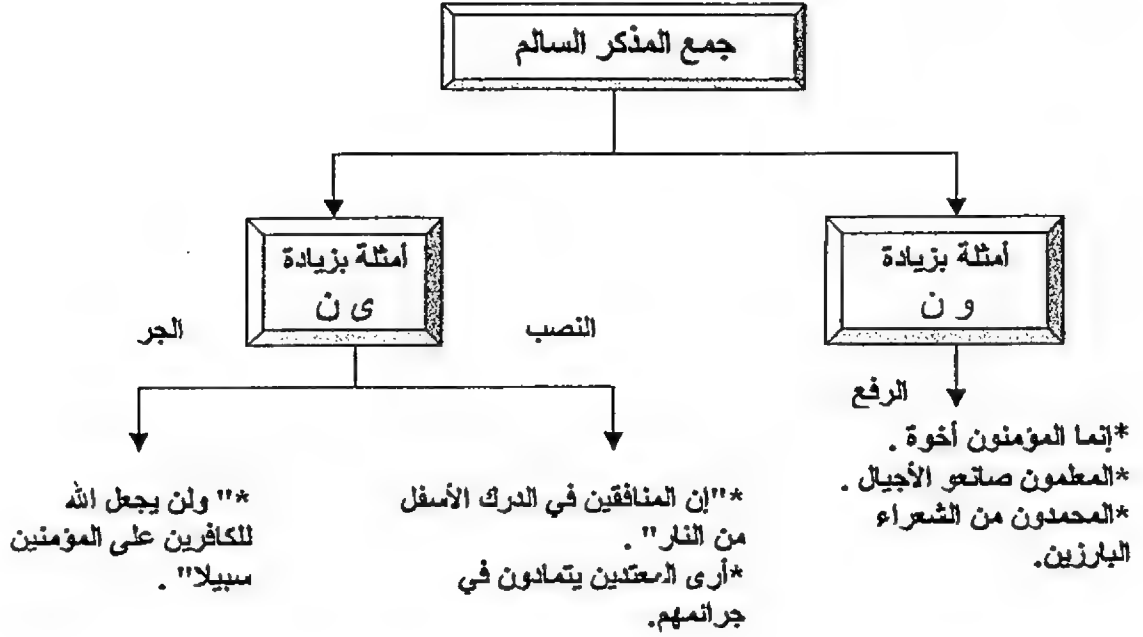 جمع المذكر السالم
أمثلة بزيادة
و ن
الرفع
*إنما المؤمنون أخوة .
*المعلمون صانعو الأجيال .
*المحمدون من الشعراء
البارزين.
أمثلة بزيادة
ى ن
النصب
*"إن المنافقين في الدرك الأسفل
من النار" .
*أرى المعتدين يتمادون في
جرائمهم.
الجر
*" ولن يجعل الله
للكافرين على المؤمنين
سبيلا" .